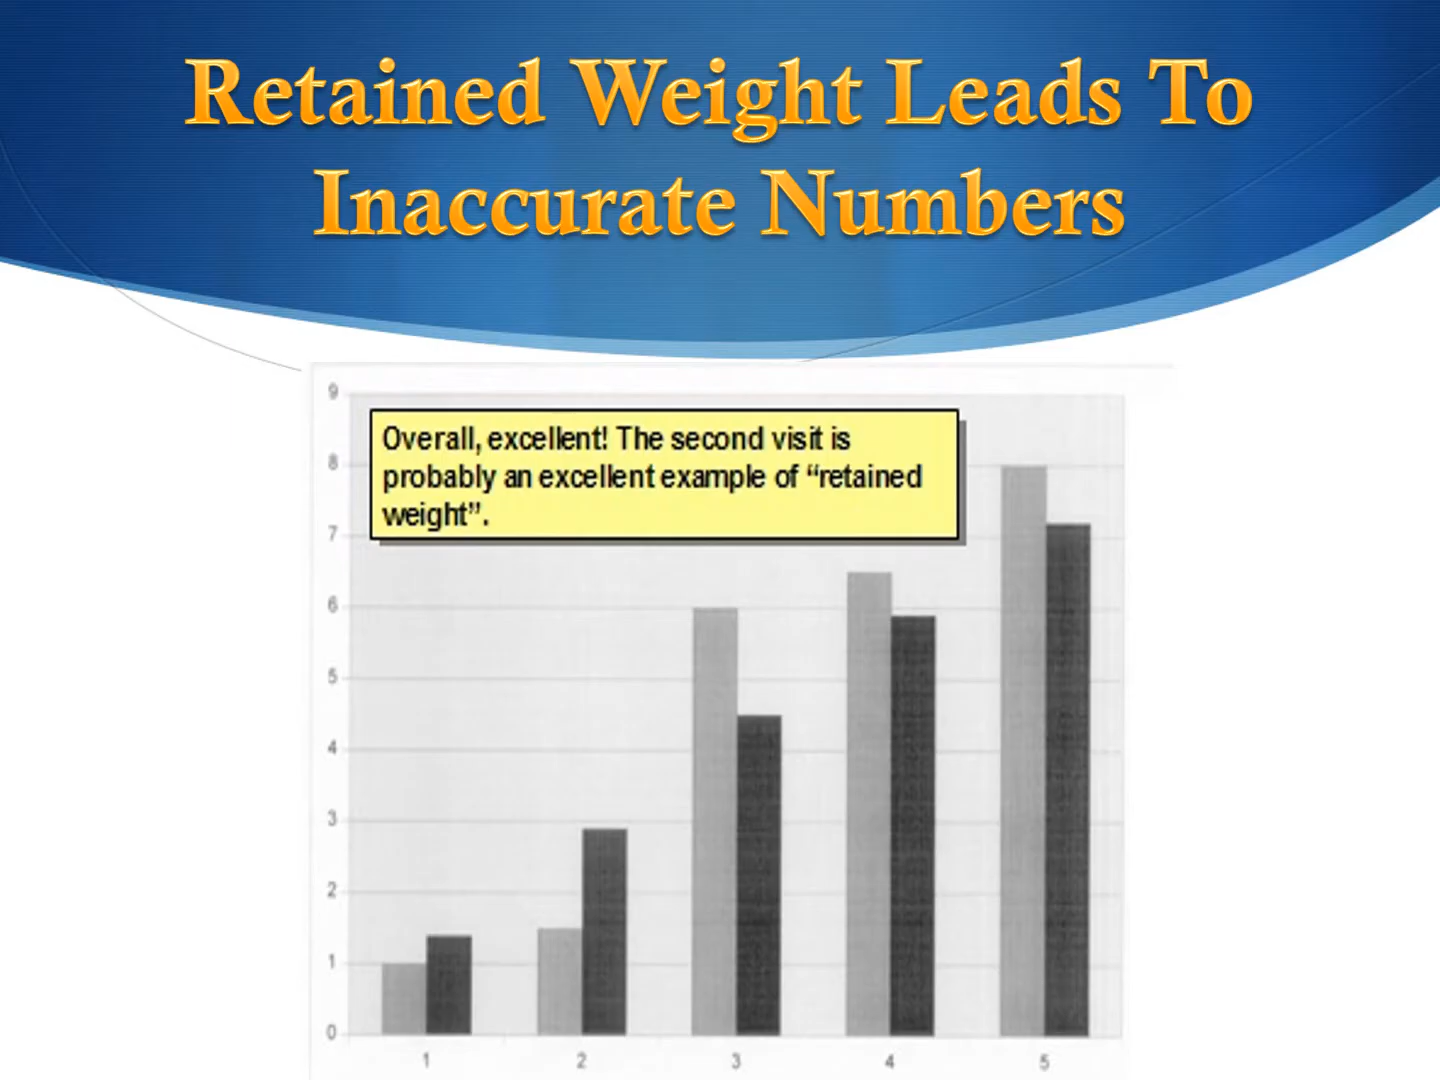 Retained Weight Leads To
Inaccurate Numbers
9
Overall, excellent! The second visit is
8
probably an excellent example of “retained
weight”.
7
6
5
4
3
2
1
0
1 2 3 4 5